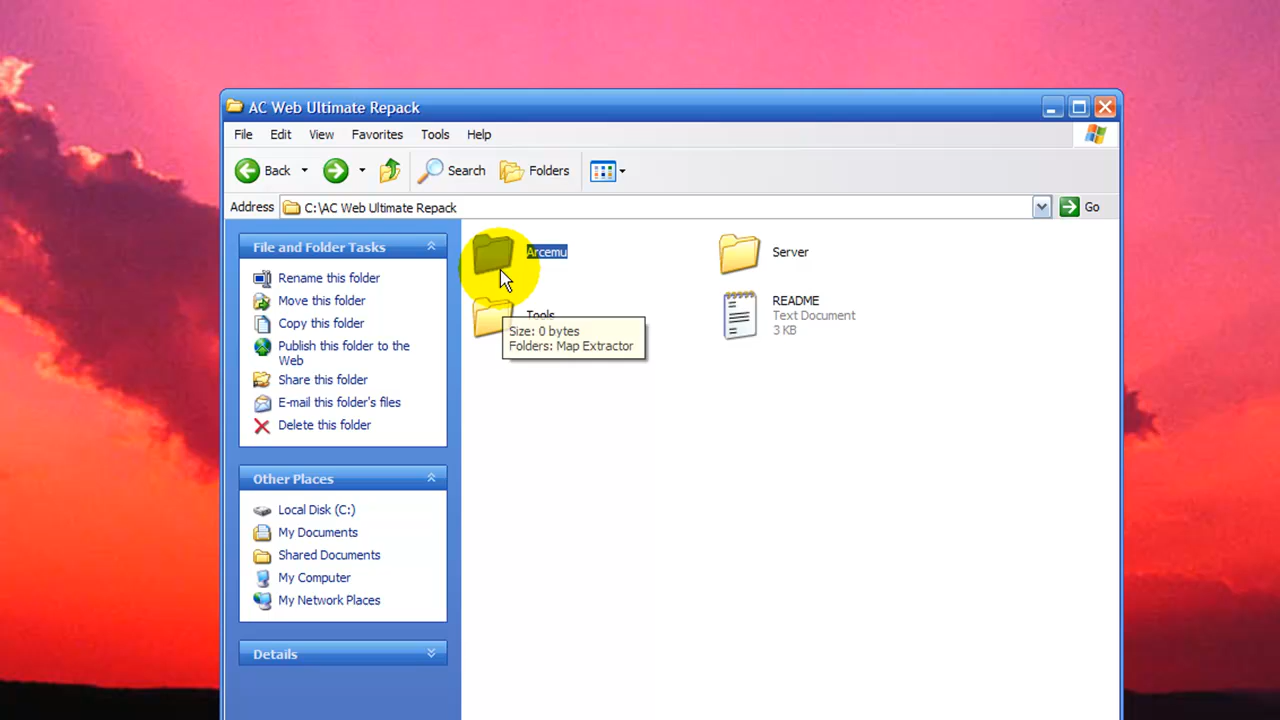 AC Web Ultimate Repack
File Edit View Favorites Tools Help
Back Search Folders
Address C:\AC Web Ultimate Repack Go
File and Folder Tasks
Rename this folder
Move this folder
Copy this folder
Publish this folder to the
Web
Share this folder
E-mail this folder's files
Delete this folder
Other Places
Local Disk (C:)
My Documents
Shared Documents
My Computer
My Network Places
Details
Arcemu
Server
Tools
README
Text Document
3 KB
Size: 0 bytes
Folders: Map Extractor